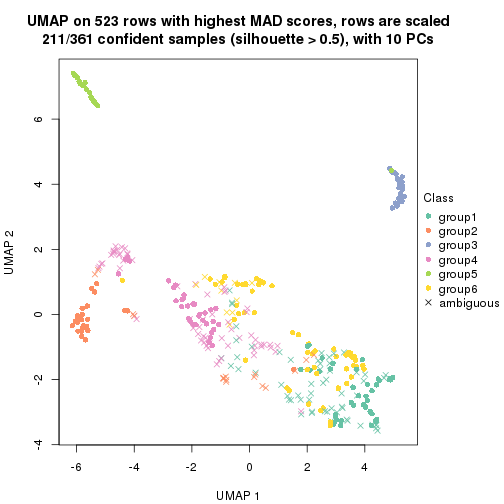 UMAP on 523 rows with highest MAD scores, rows are scaled
211/361 confident samples (silhouette > 0.5), with 10 PCs
6
4
2
0
-2
-4
UMAP 2
-6
-4
-2
0
2
4
UMAP 1
Class
group1
group2
group3
group4
group5
group6
ambiguous